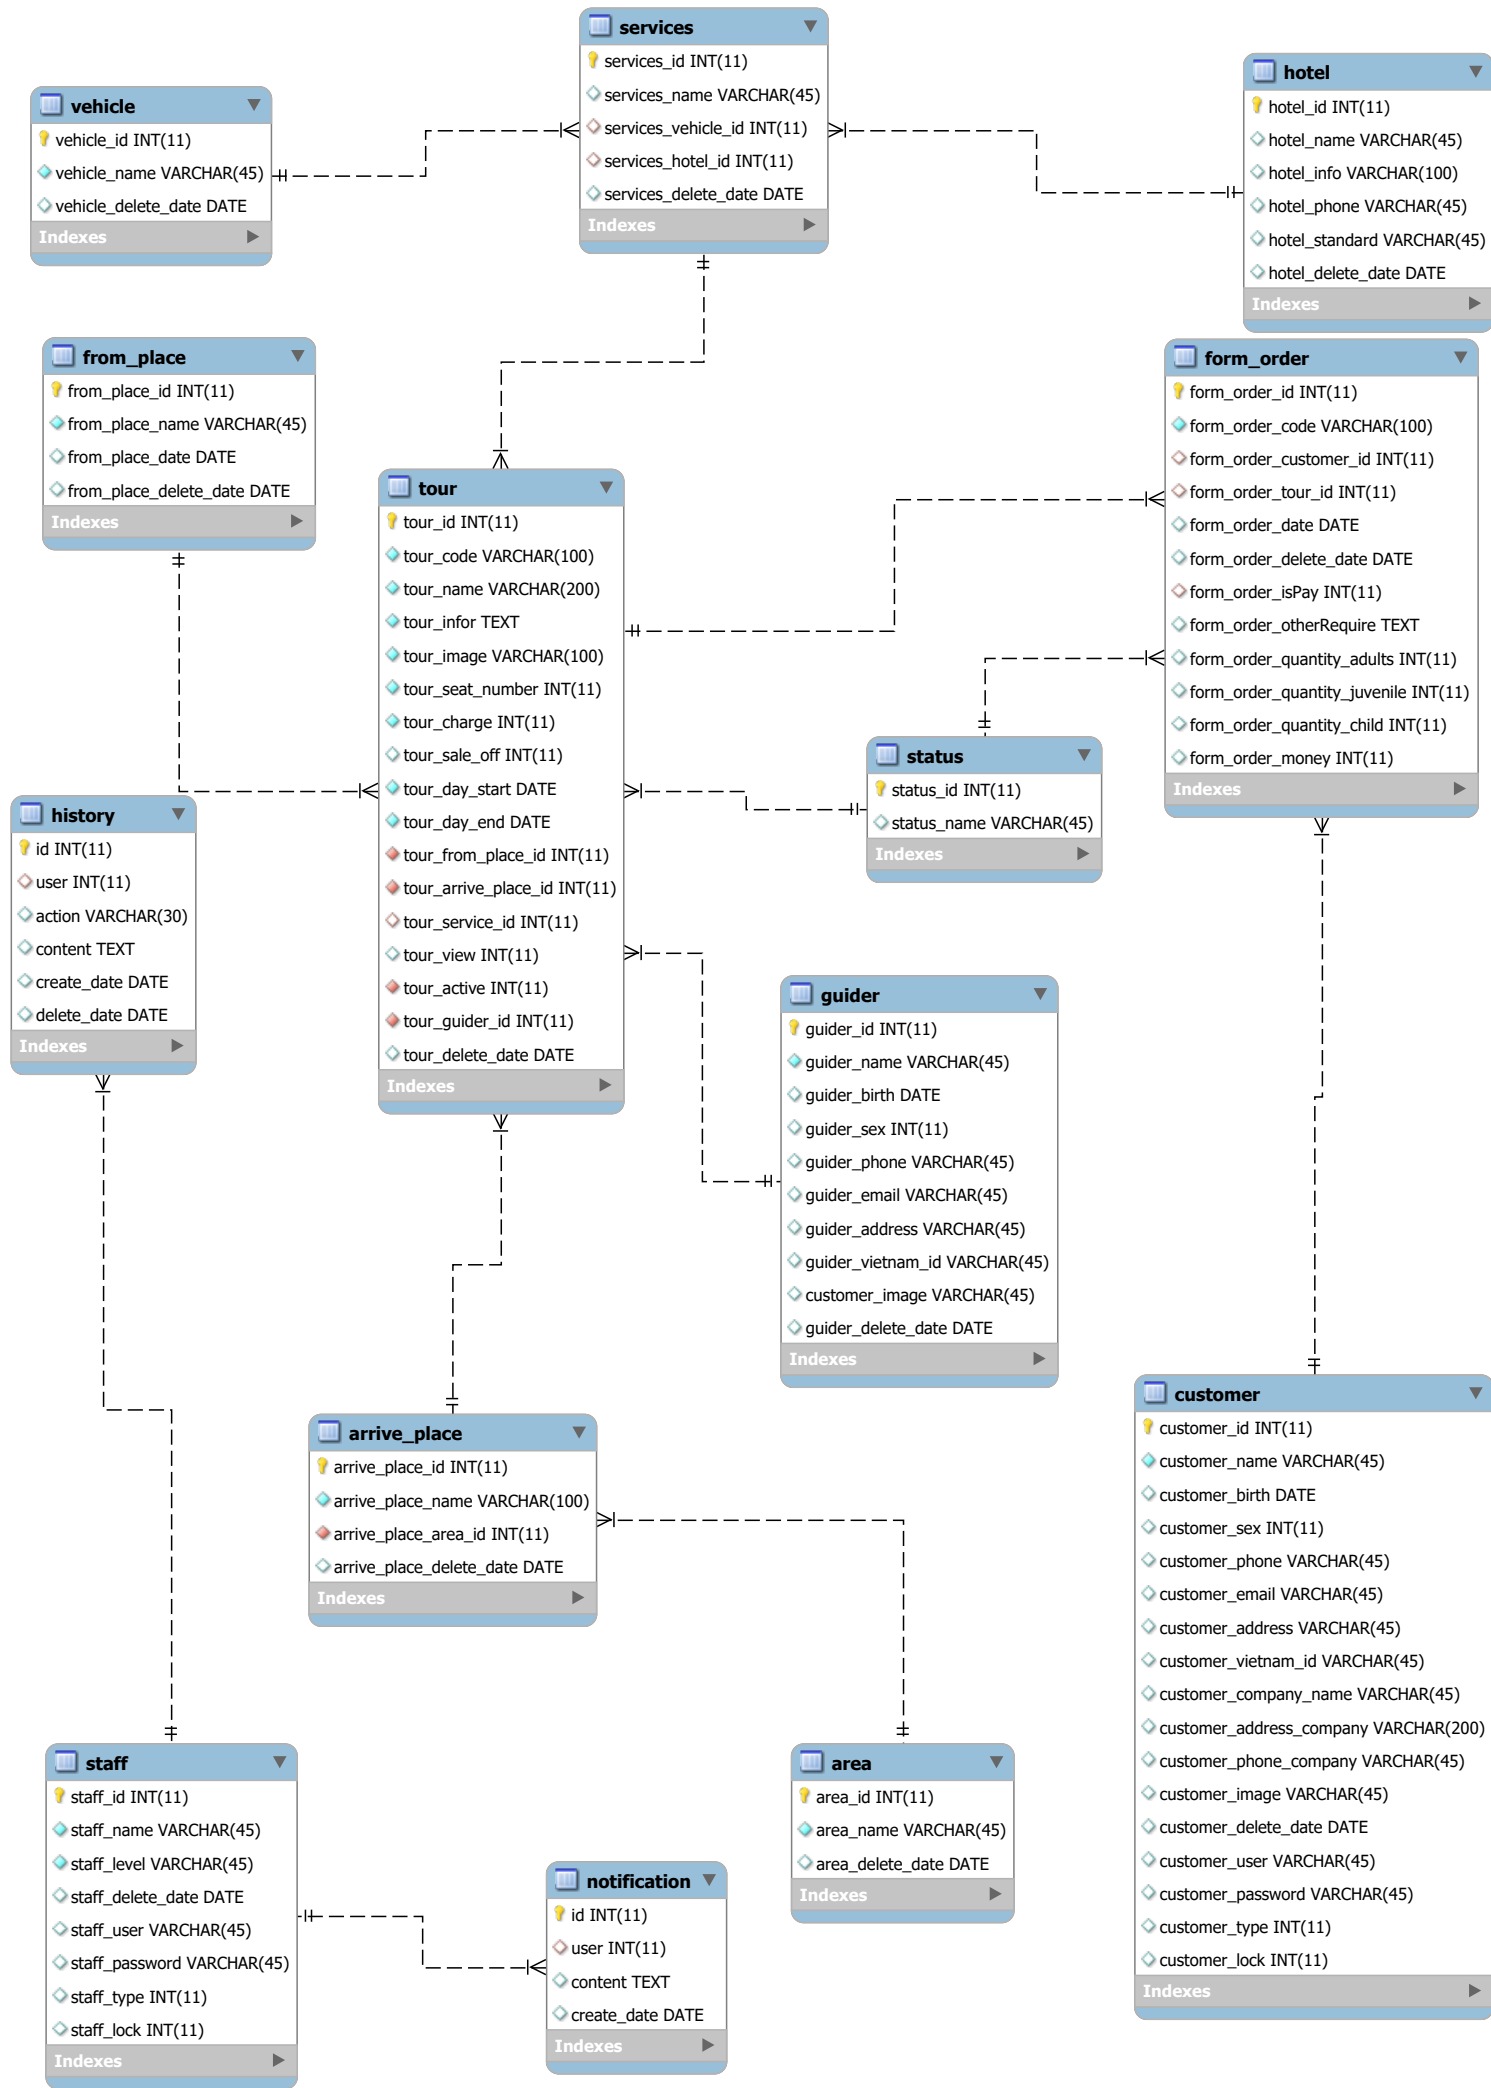 services
services_id INT(11)
services_name VARCHAR(45)
services_vehicle_id INT(11)
services_hotel_id INT(11)
services_delete_date DATE
Indexes
vehicle
vehicle_id INT(11)
vehicle_name VARCHAR(45)
vehicle_delete_date DATE
Indexes
hotel
hotel_id INT(11)
hotel_name VARCHAR(45)
hotel_info VARCHAR(100)
hotel_phone VARCHAR(45)
hotel_standard VARCHAR(45)
hotel_delete_date DATE
Indexes
from_place
from_place_id INT(11)
from_place_name VARCHAR(45)
from_place_date DATE
from_place_delete_date DATE
Indexes
form_order
form_order_id INT(11)
form_order_code VARCHAR(100)
form_order_customer_id INT(11)
form_order_tour_id INT(11)
form_order_date DATE
form_order_delete_date DATE
form_order_isPay INT(11)
form_order_otherRequire TEXT
form_order_quantity_adults INT(11)
form_order_quantity_juvenile INT(11)
form_order_quantity_child INT(11)
form_order_money INT(11)
Indexes
tour
tour_id INT(11)
tour_code VARCHAR(100)
tour_name VARCHAR(200)
tour_infor TEXT
tour_image VARCHAR(100)
tour_seat_number INT(11)
tour_charge INT(11)
tour_sale_off INT(11)
tour_day_start DATE
tour_day_end DATE
tour_from_place_id INT(11)
tour_arrive_place_id INT(11)
tour_service_id INT(11)
tour_view INT(11)
tour_active INT(11)
tour_guider_id INT(11)
tour_delete_date DATE
Indexes
status
status_id INT(11)
status_name VARCHAR(45)
Indexes
history
id INT(11)
user INT(11)
action VARCHAR(30)
content TEXT
create_date DATE
delete_date DATE
Indexes
guider
guider_id INT(11)
guider_name VARCHAR(45)
guider_birth DATE
guider_sex INT(11)
guider_phone VARCHAR(45)
guider_email VARCHAR(45)
guider_address VARCHAR(45)
guider_vietnam_id VARCHAR(45)
customer_image VARCHAR(45)
guider_delete_date DATE
Indexes
customer
customer_id INT(11)
customer_name VARCHAR(45)
customer_birth DATE
customer_sex INT(11)
customer_phone VARCHAR(45)
customer_email VARCHAR(45)
customer_address VARCHAR(45)
customer_vietnam_id VARCHAR(45)
customer_company_name VARCHAR(45)
customer_address_company VARCHAR(200)
customer_phone_company VARCHAR(45)
customer_image VARCHAR(45)
customer_delete_date DATE
customer_user VARCHAR(45)
customer_password VARCHAR(45)
customer_type INT(11)
customer_lock INT(11)
Indexes
arrive_place
arrive_place_id INT(11)
arrive_place_name VARCHAR(100)
arrive_place_area_id INT(11)
arrive_place_delete_date DATE
Indexes
staff
staff_id INT(11)
staff_name VARCHAR(45)
staff_level VARCHAR(45)
staff_delete_date DATE
staff_user VARCHAR(45)
staff_password VARCHAR(45)
staff_type INT(11)
staff_lock INT(11)
Indexes
area
area_id INT(11)
area_name VARCHAR(45)
area_delete_date DATE
Indexes
notification
id INT(11)
user INT(11)
content TEXT
create_date DATE
Indexes